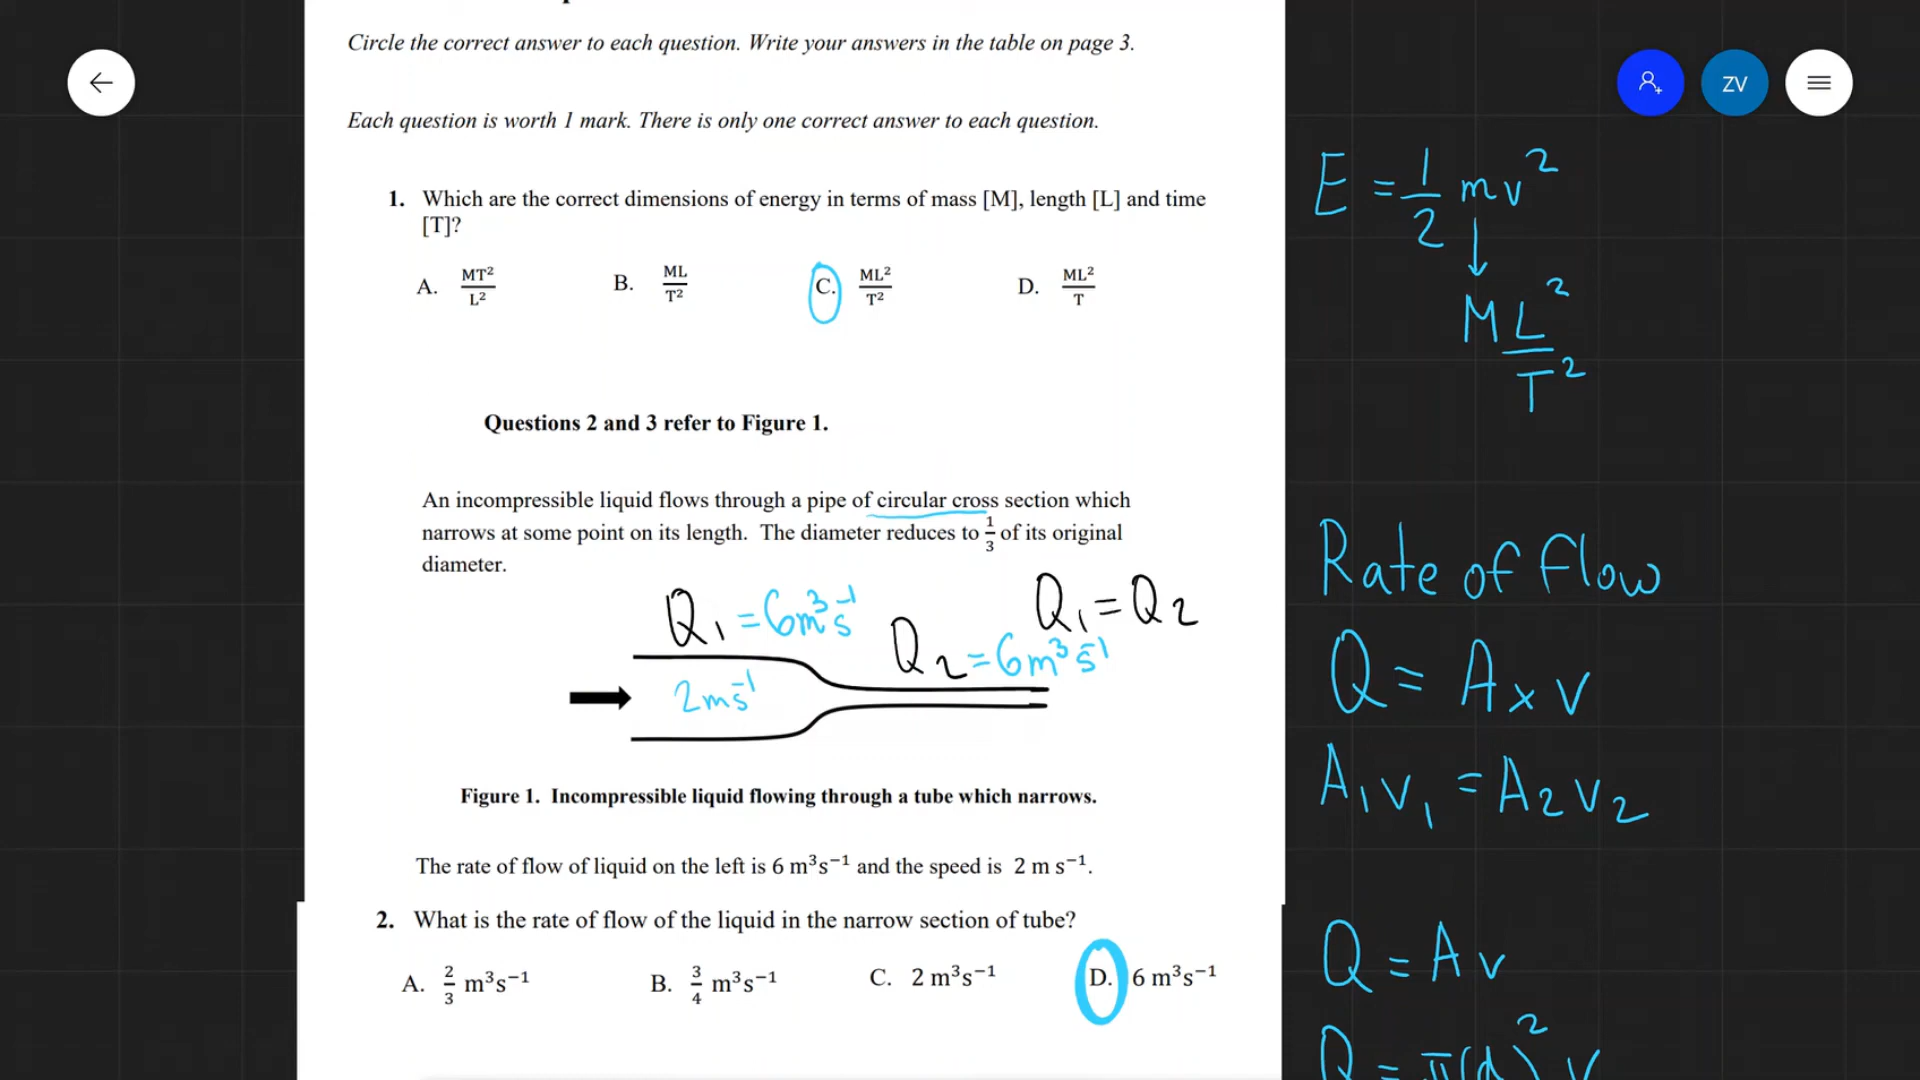 Circle the correct answer to each question. Write your answers in the table on page 3.
Each question is worth 1 mark. There is only one correct answer to each question.
1. Which are the correct dimensions of energy in terms of mass [M], length [L] and time
[T]?
A. MT²/L² B. ML/T² C. ML²/T² D. ML²/T
Questions 2 and 3 refer to Figure 1.
An incompressible liquid flows through a pipe of circular cross section which
narrows at some point on its length. The diameter reduces to 1/3 of its original
diameter.
Q₁ = 6m³s⁻¹
Q₂ = 6m³s⁻¹
Q₁ = Q₂
2ms⁻¹
Figure 1. Incompressible liquid flowing through a tube which narrows.
The rate of flow of liquid on the left is 6 m³s⁻¹ and the speed is 2 m s⁻¹.
2. What is the rate of flow of the liquid in the narrow section of tube?
A. 2/3 m³s⁻¹ B. 3/4 m³s⁻¹ C. 2 m³s⁻¹ D. 6 m³s⁻¹
ZV
E = 1/2 mv²
ML²/T²
Rate of flow
Q = A x v
A₁v₁ = A₂v₂
Q = Av
Q = π(d)² v